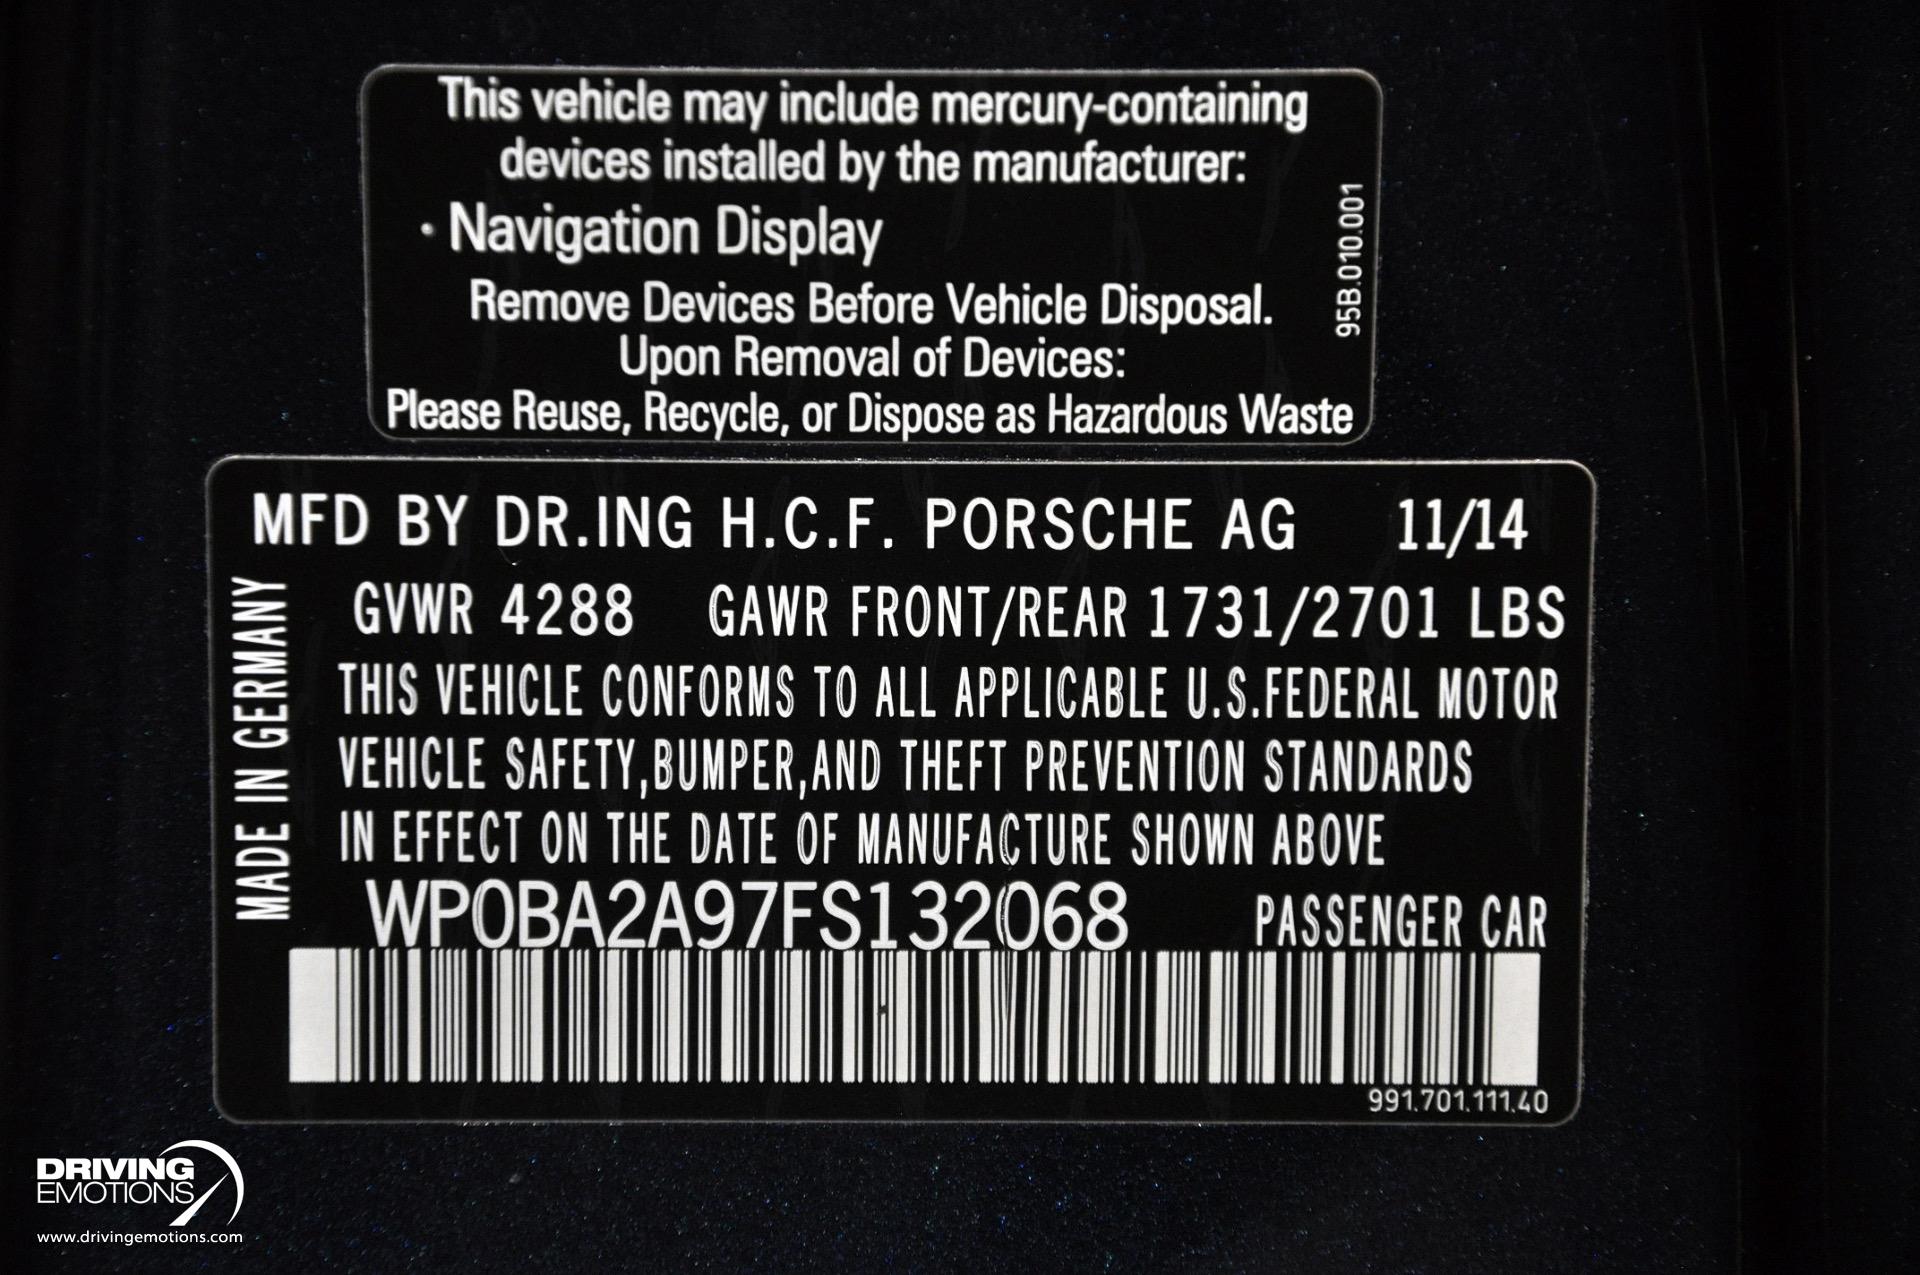 This vehicle may include mercury-containing
devices installed by the manufacturer:
· Navigation Display
Remove Devices Before Vehicle Disposal.
Upon Removal of Devices:
Please Reuse, Recycle, or Dispose as Hazardous Waste
95B.010.001
MFD BY DR.ING H.C.F. PORSCHE AG 11/14
GVWR 4288 GAWR FRONT/REAR 1731/2701 LBS
THIS VEHICLE CONFORMS TO ALL APPLICABLE U.S.FEDERAL MOTOR
VEHICLE SAFETY,BUMPER,AND THEFT PREVENTION STANDARDS
IN EFFECT ON THE DATE OF MANUFACTURE SHOWN ABOVE
WP0BA2A97FS132068 PASSENGER CAR
MADE IN GERMANY
991.701.111.40
DRIVING
EMOTIONS
www.drivingemotions.com